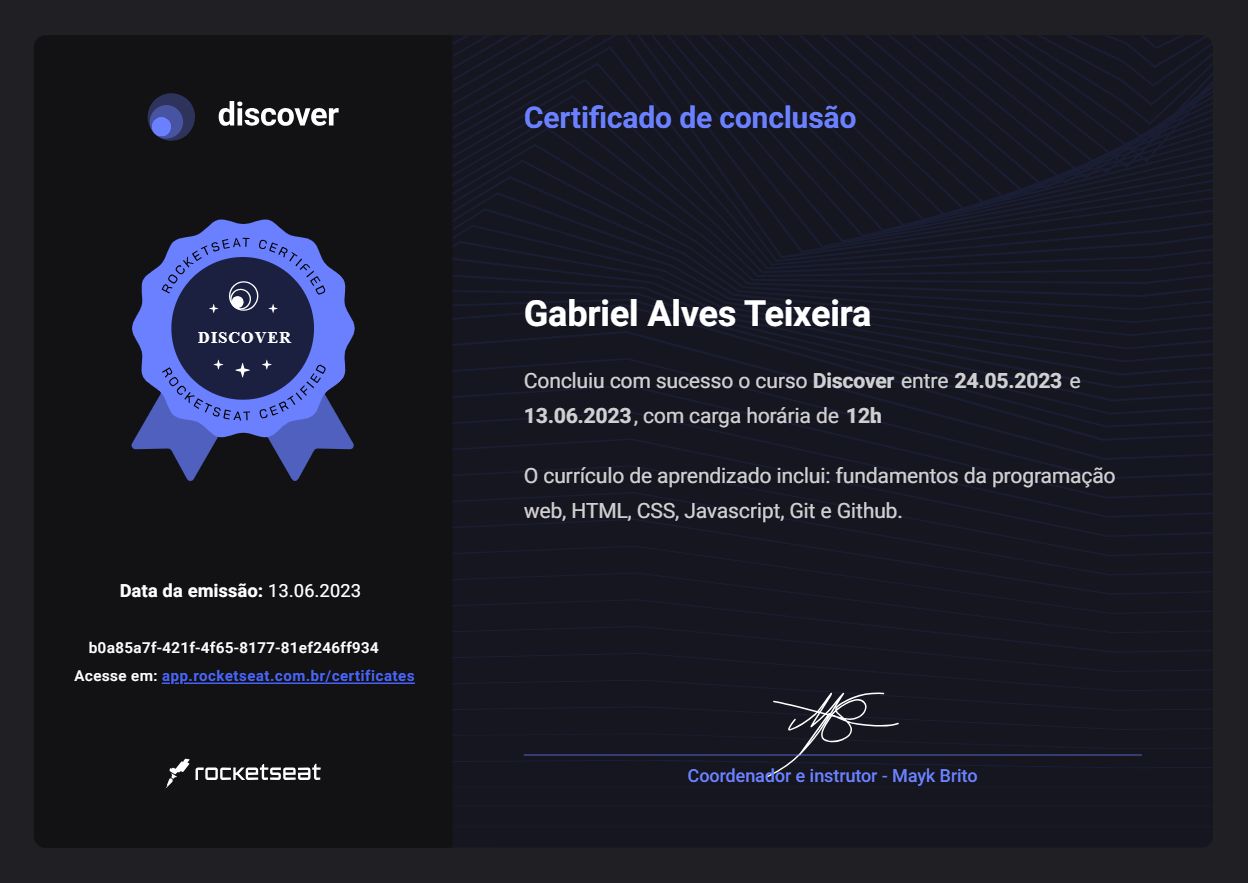 discover
ROCKETSEAT CERTIFIED
DISCOVER
ROCKETSEAT CERTIFIED
Data da emissão: 13.06.2023
b0a85a7f-421f-4f65-8177-81ef246ff934
Acesse em: app.rocketseat.com.br/certificates
rocketseat
Certificado de conclusão
Gabriel Alves Teixeira
Concluiu com sucesso o curso Discover entre 24.05.2023 e
13.06.2023, com carga horária de 12h
O currículo de aprendizado inclui: fundamentos da programação
web, HTML, CSS, Javascript, Git e Github.
Coordenador e instrutor - Mayk Brito